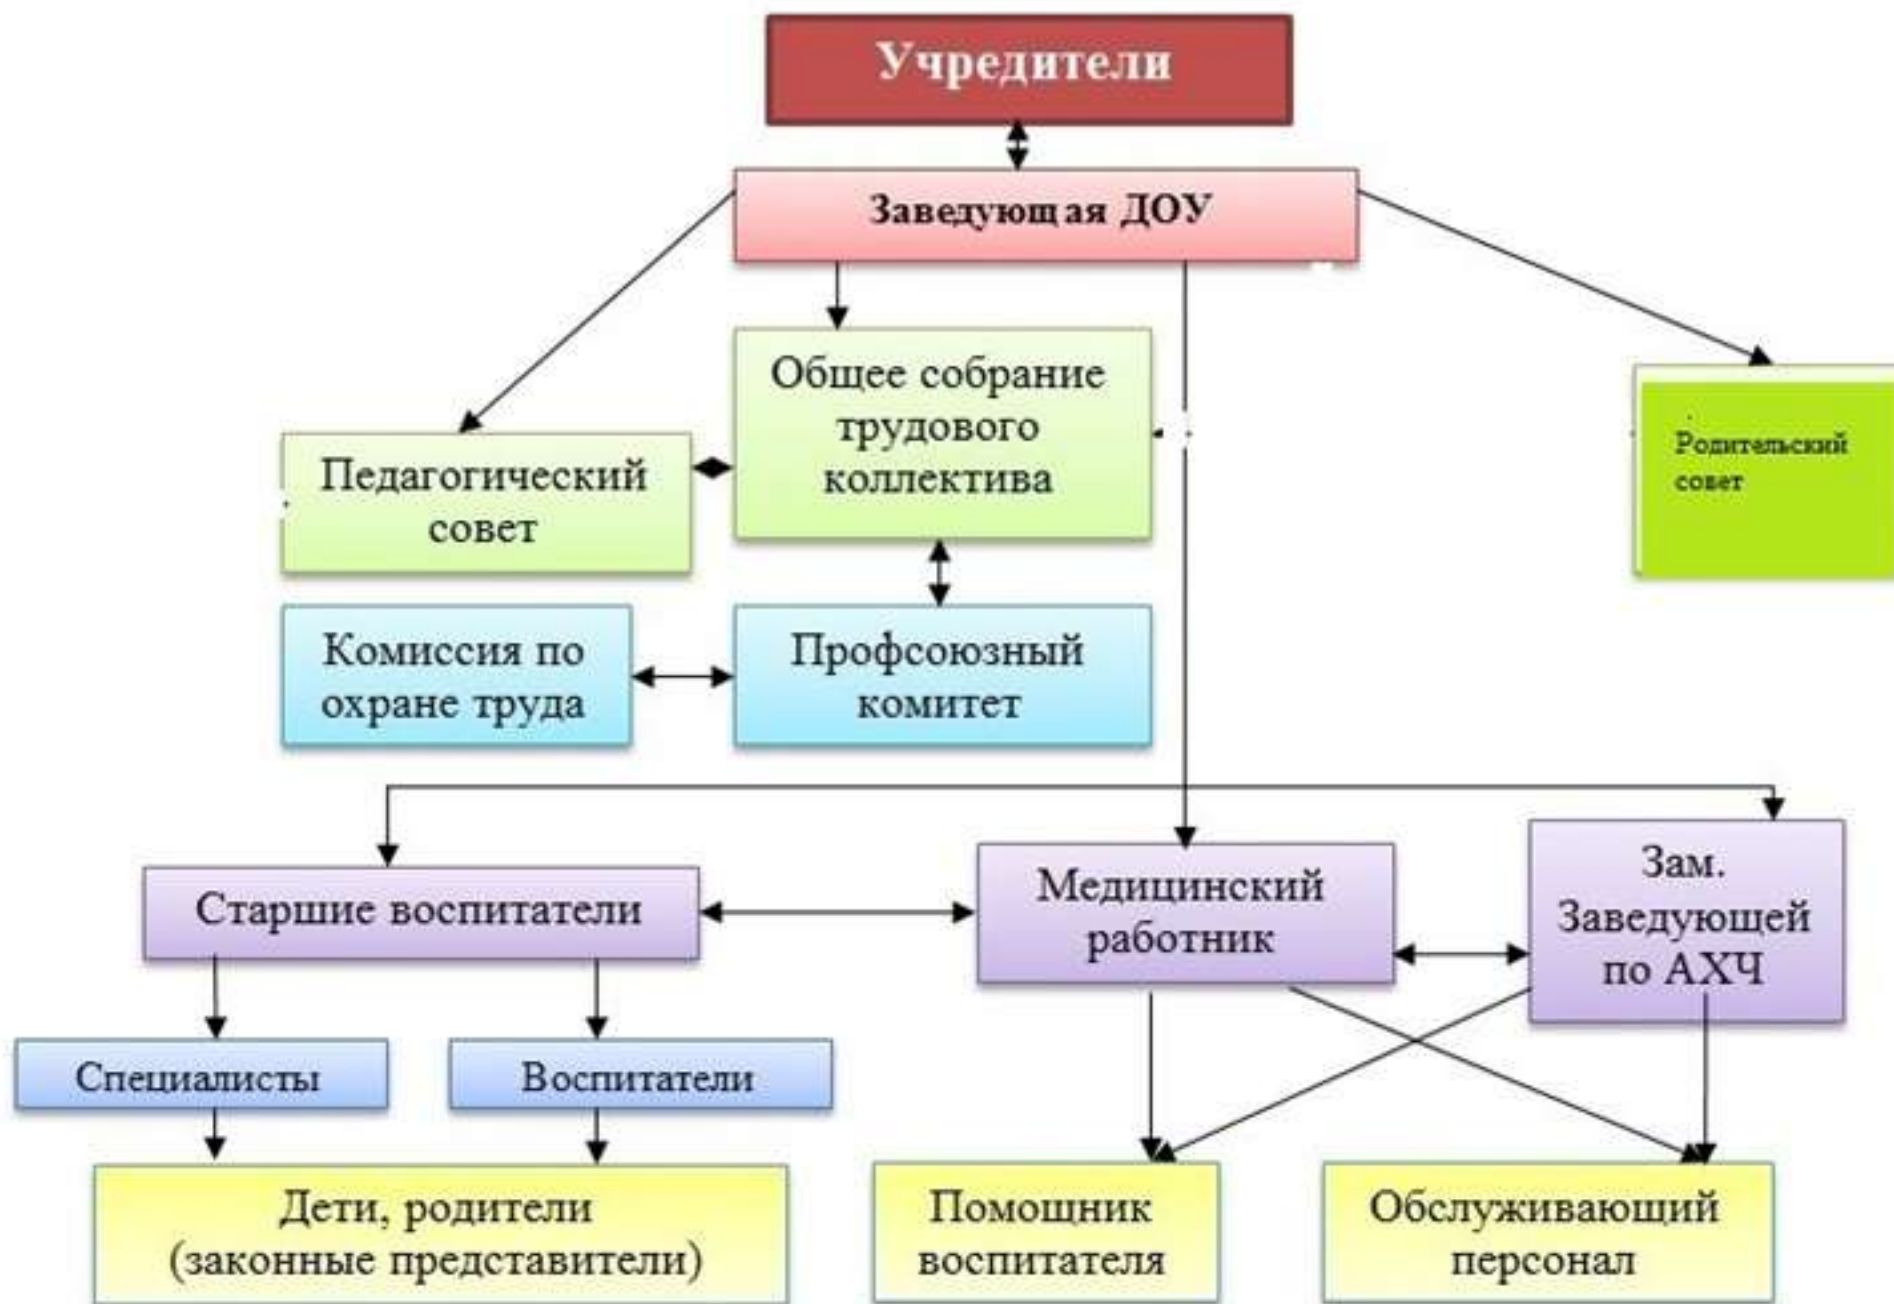 Учредители
Заведующая ДОУ
Общее собрание
трудового
коллектива
Педагогический
совет
Родительский
совет
Комиссия по
охране труда
Профсоюзный
комитет
Старшие воспитатели
Медицинский
работник
Зам.
Заведующей
по АХЧ
Специалисты
Воспитатели
Дети, родители
(законные представители)
Помощник
воспитателя
Обслуживающий
персонал